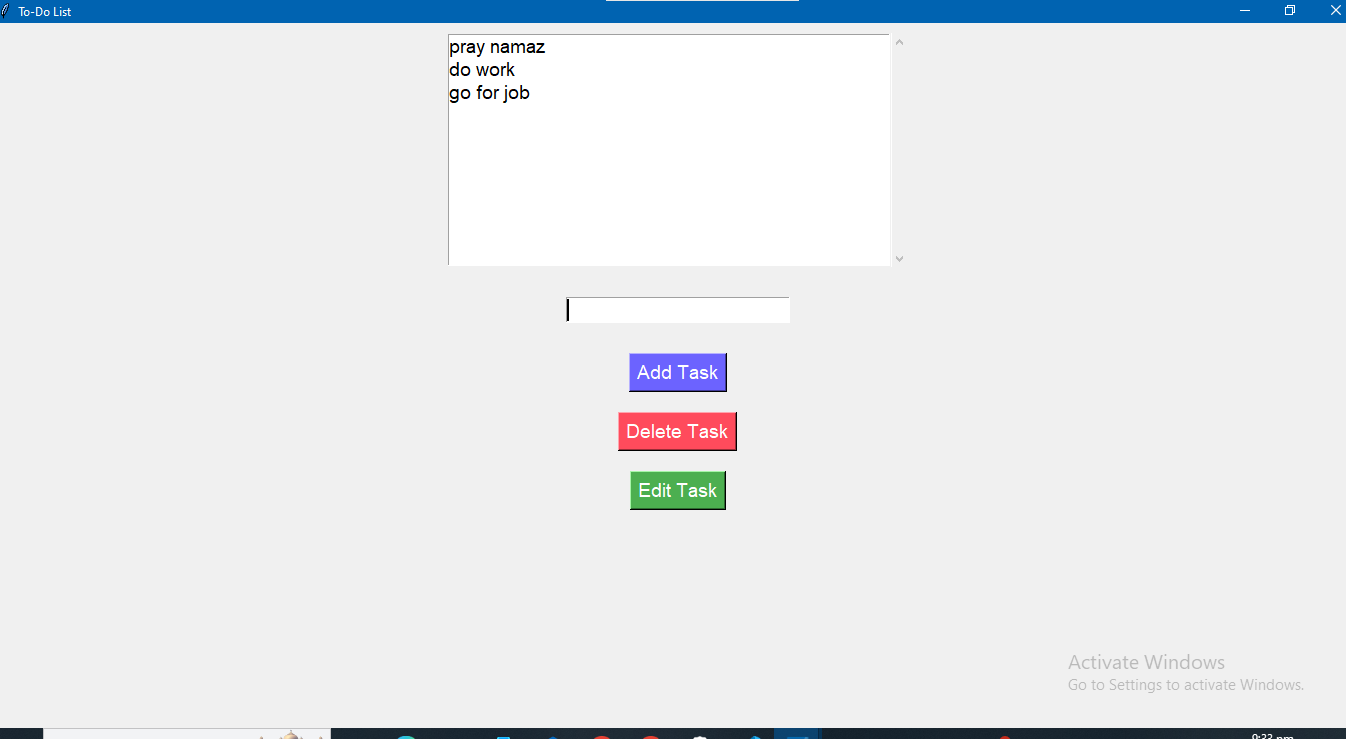 To-Do List
pray namaz
do work
go for job
Add Task
Delete Task
Edit Task
Activate Windows
Go to Settings to activate Windows.